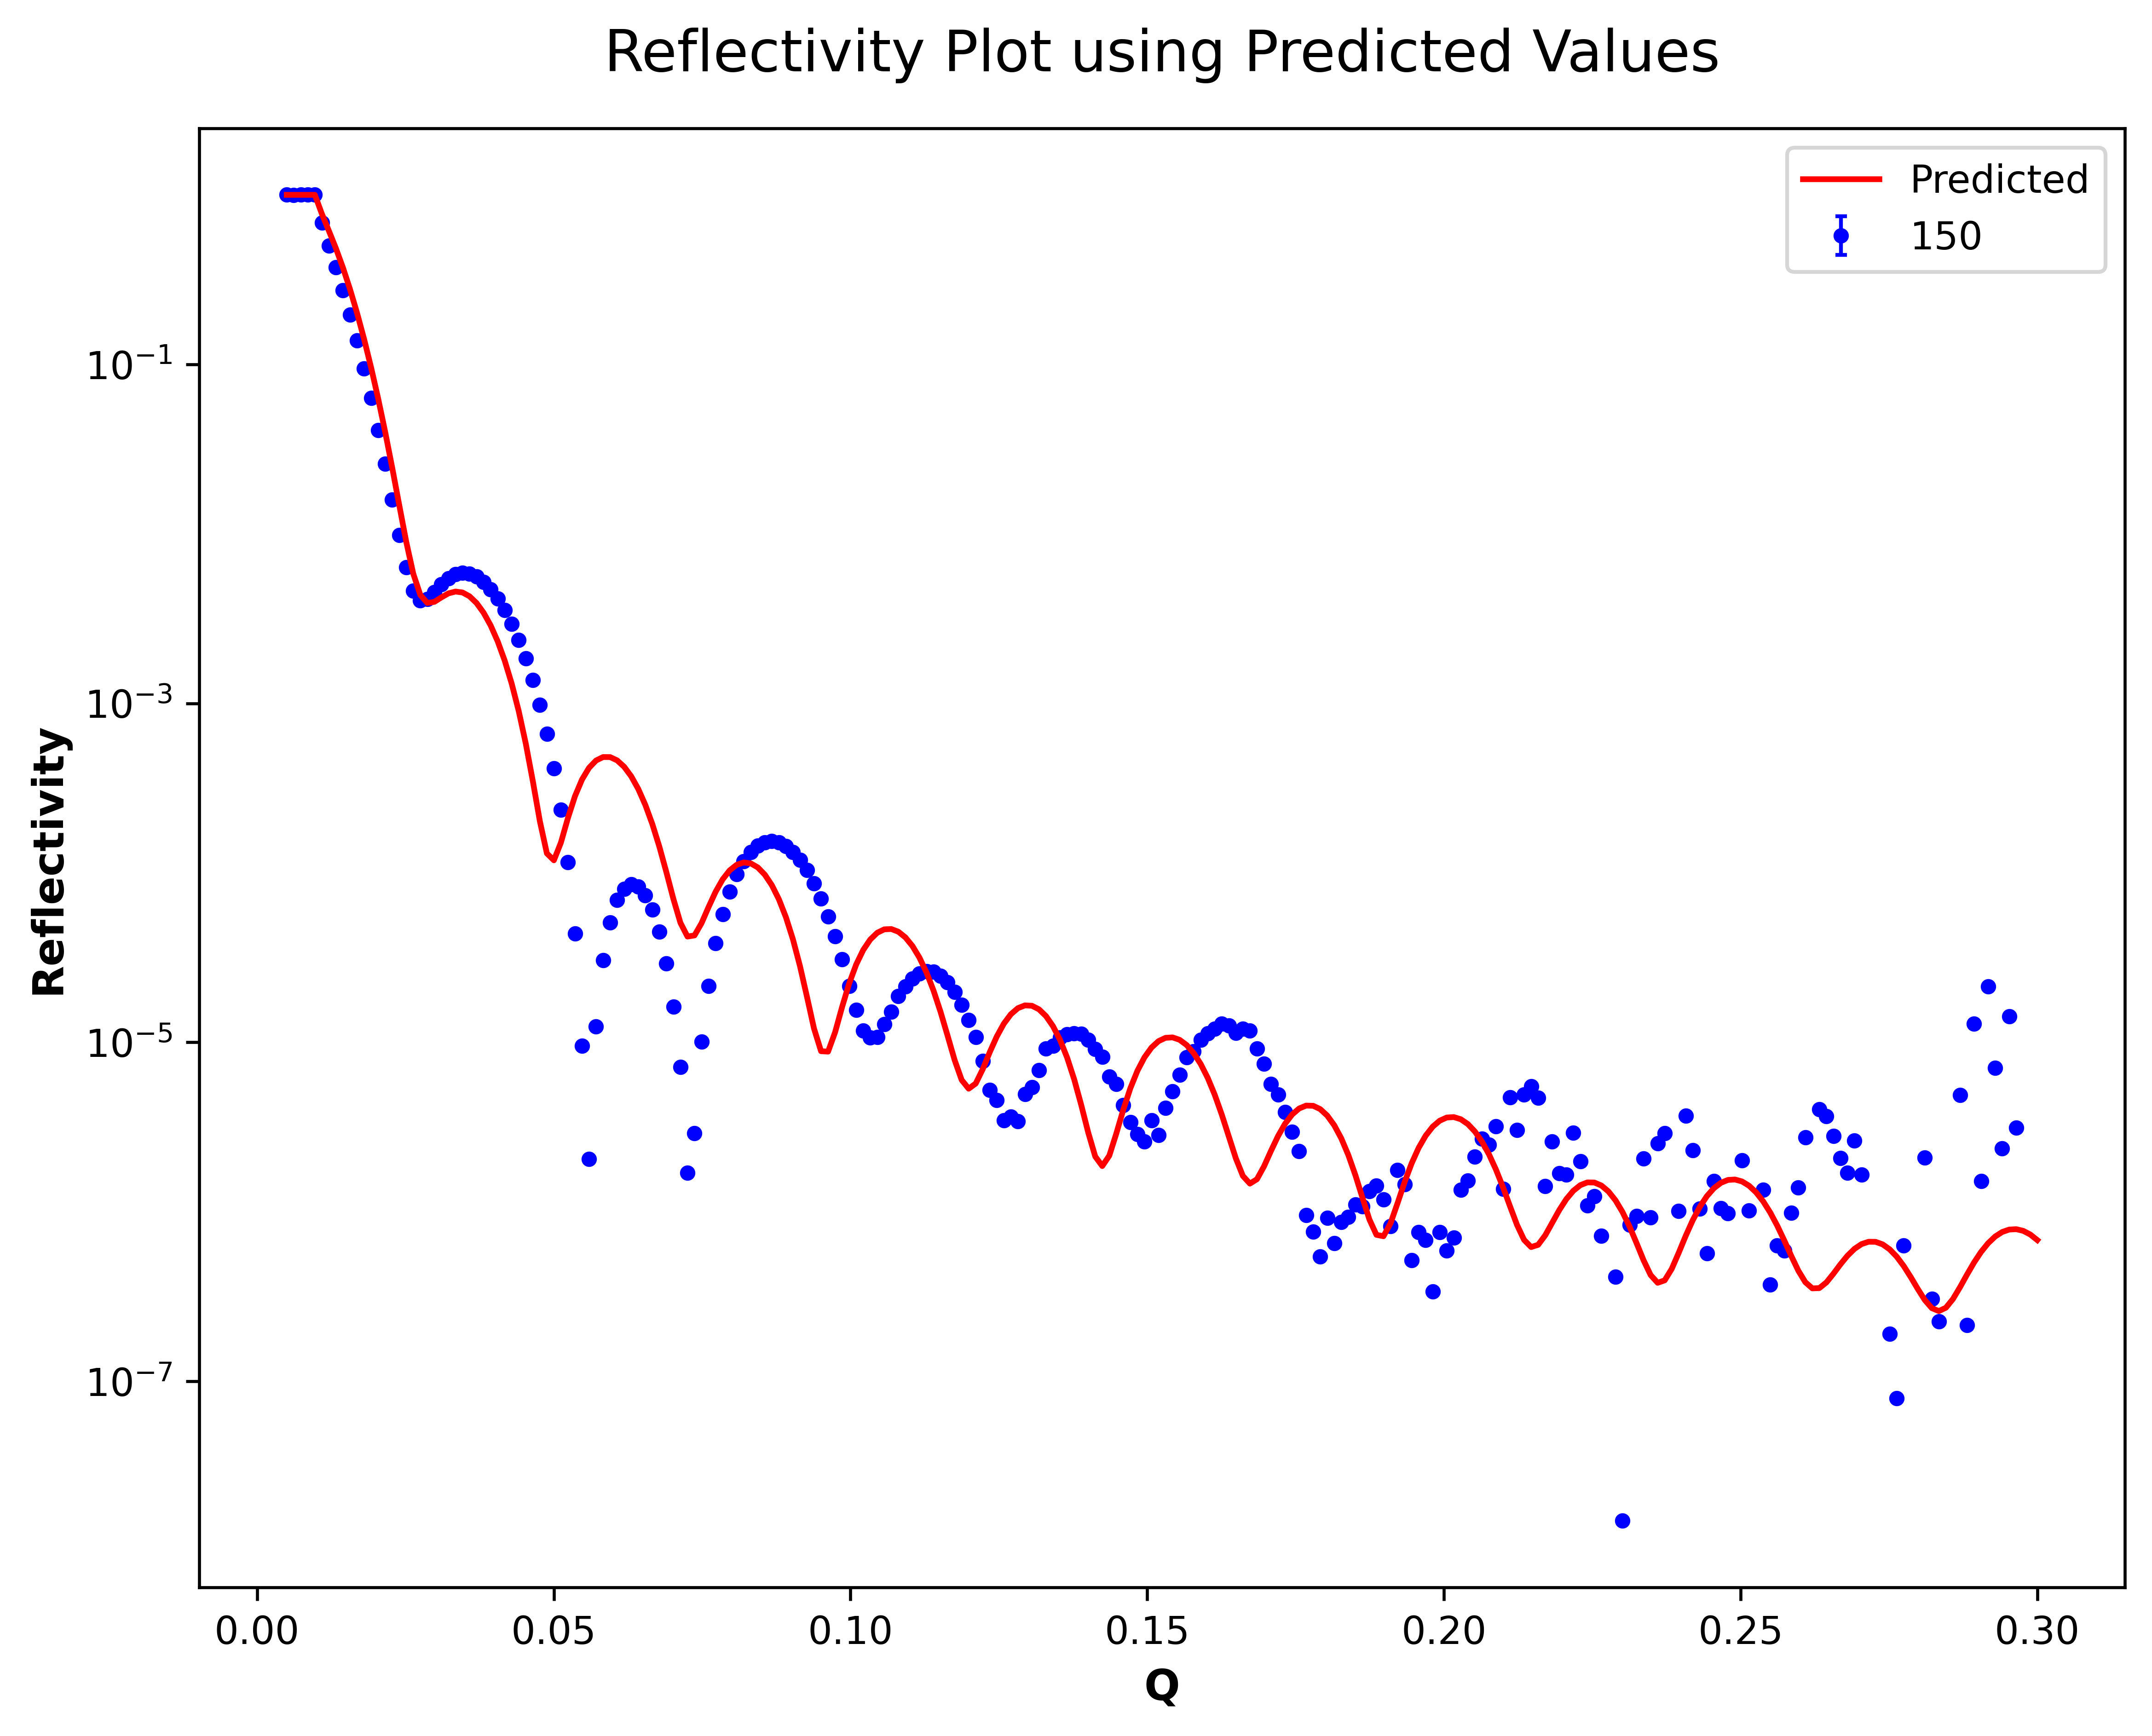 Reflectivity Plot using Predicted Values
Predicted
150
10⁻¹
10⁻³
10⁻⁵
10⁻⁷
Reflectivity
0.00 0.05 0.10 0.15 0.20 0.25 0.30
Q